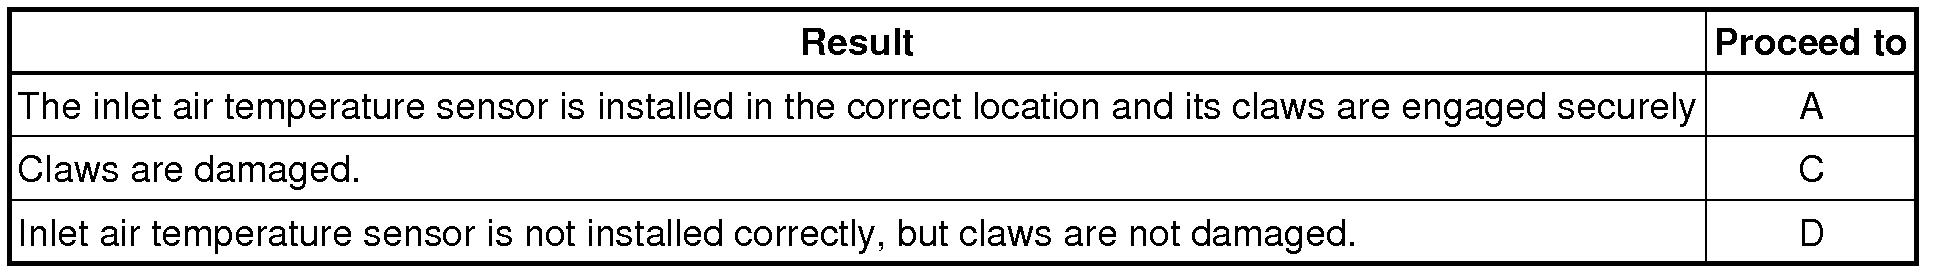 Result Proceed to
The inlet air temperature sensor is installed in the correct location and its claws are engaged securely A
Claws are damaged. C
Inlet air temperature sensor is not installed correctly, but claws are not damaged. D